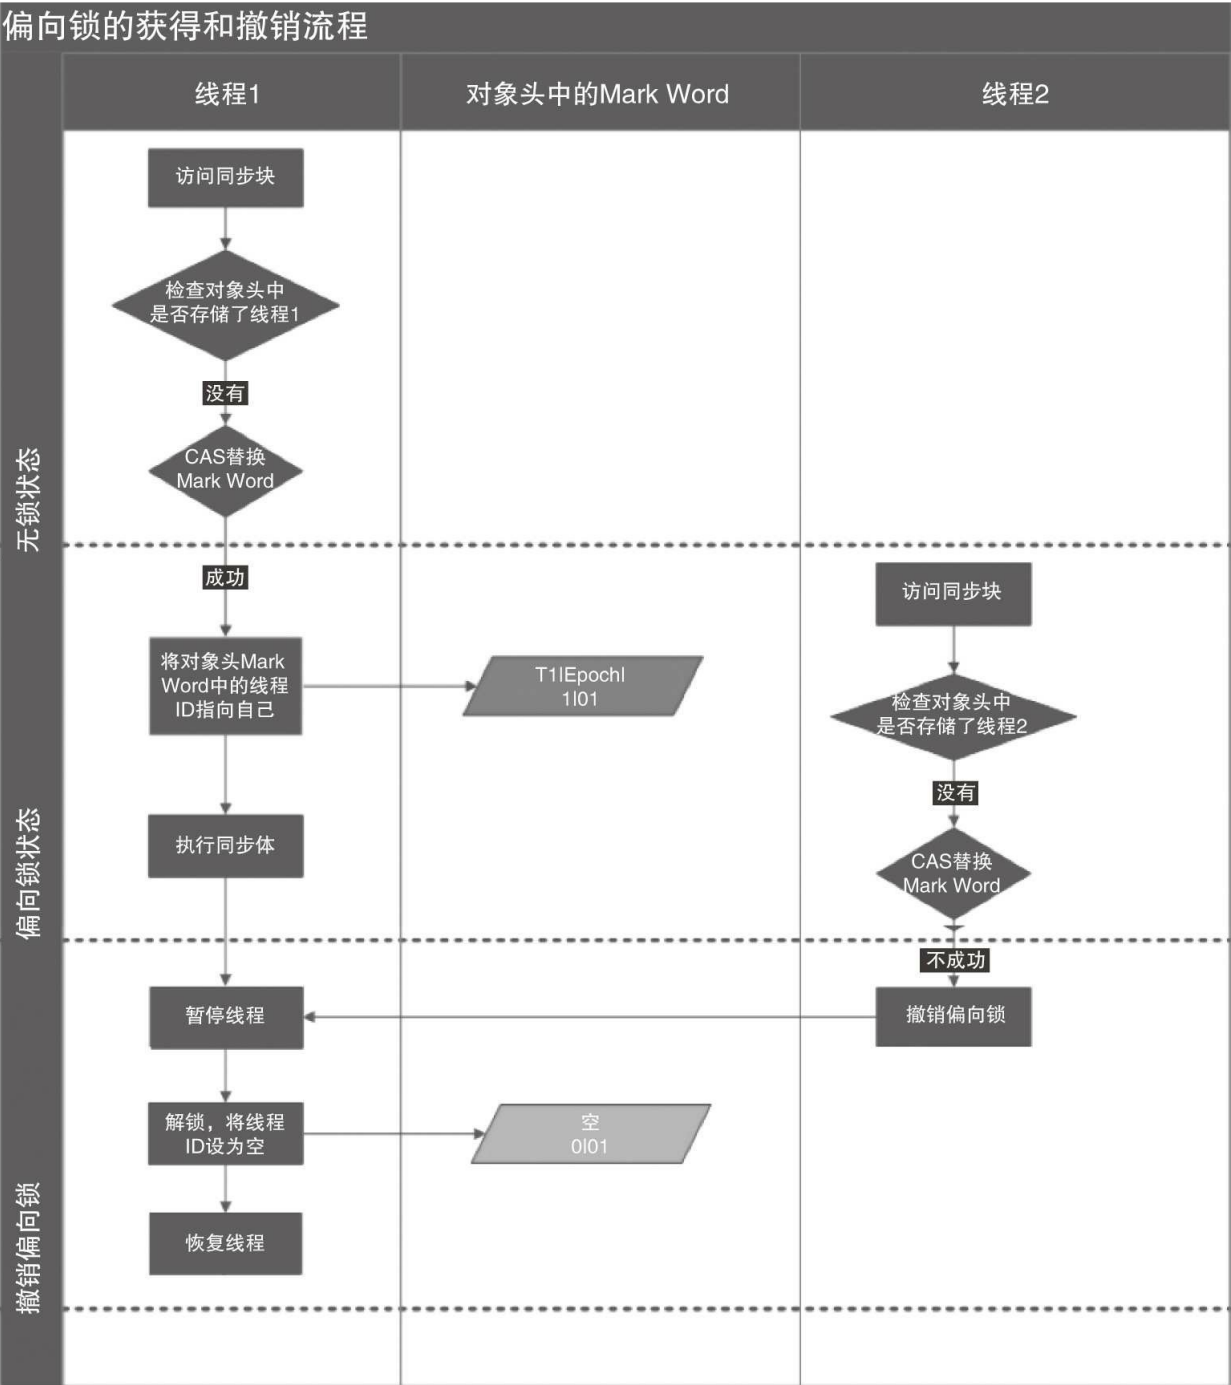 偏向锁的获得和撤销流程
线程1
对象头中的Mark Word
线程2
无锁状态
访问同步块
检查对象头中
是否存储了线程1
没有
CAS替换
Mark Word
偏向锁状态
成功
将对象头Mark
Word中的线程
ID指向自己
T1|Epoch|
1|01
执行同步体
访问同步块
检查对象头中
是否存储了线程2
没有
CAS替换
Mark Word
撤销偏向锁
不成功
撤销偏向锁
暂停线程
解锁，将线程
ID设为空
空
0|01
恢复线程